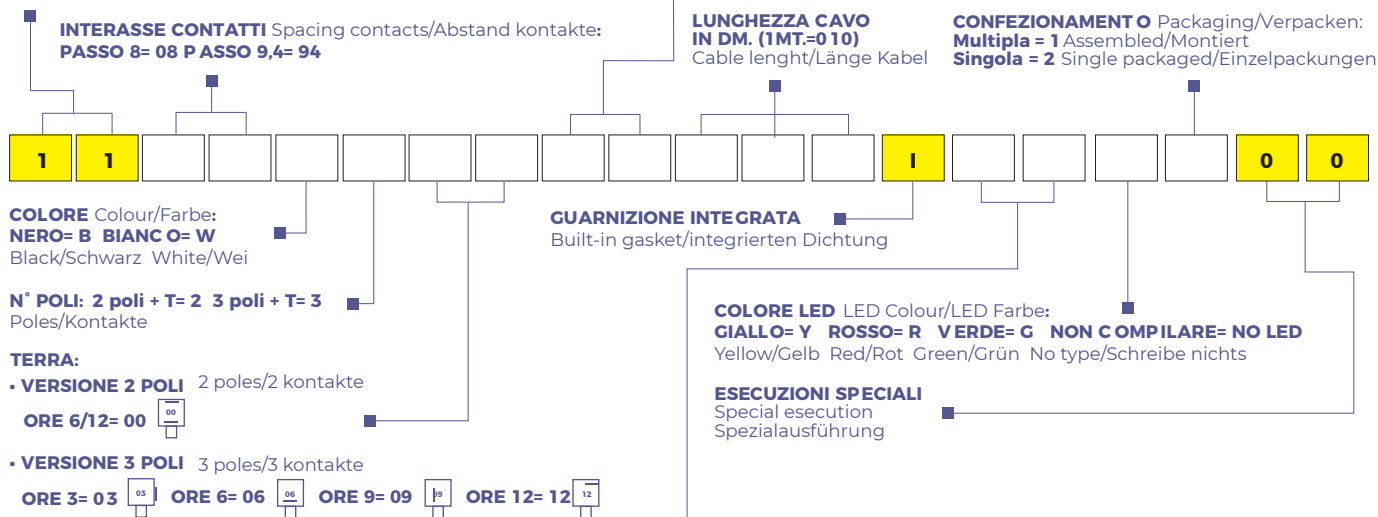 INTERASSE CONTATTI Spacing contacts/Abstand kontakte:
PASSO 8= 08 P ASSO 9,4= 94
LUNGHEZZA CAVO
IN DM. (1MT.=010)
Cable lenght/Länge Kabel
CONFEZIONAMENT O Packaging/Verpacken:
Multipla = 1 Assembled/Montiert
Singola = 2 Single packaged/Einzelpackungen
1 1 I 0 0
COLORE Colour/Farbe:
NERO= B BIANC O= W
Black/Schwarz White/Wei
GUARNIZIONE INTE GRATA
Built-in gasket/integrierten Dichtung
N° POLI: 2 poli + T= 2 3 poli + T= 3
Poles/Kontakte
COLORE LED LED Colour/LED Farbe:
GIALLO= Y ROSSO= R V ERDE= G NON C OMPILARE= NO LED
Yellow/Gelb Red/Rot Green/Grün No type/Schreibe nichts
TERRA:
• VERSIONE 2 POLI 2 poles/2 kontakte
ORE 6/12= 00 00
ESECUZIONI SPECIALI
Special esecution
Spezialausführung
• VERSIONE 3 POLI 3 poles/3 kontakte
ORE 3= 03 03 ORE 6= 06 06 ORE 9= 09 09 ORE 12= 12 12